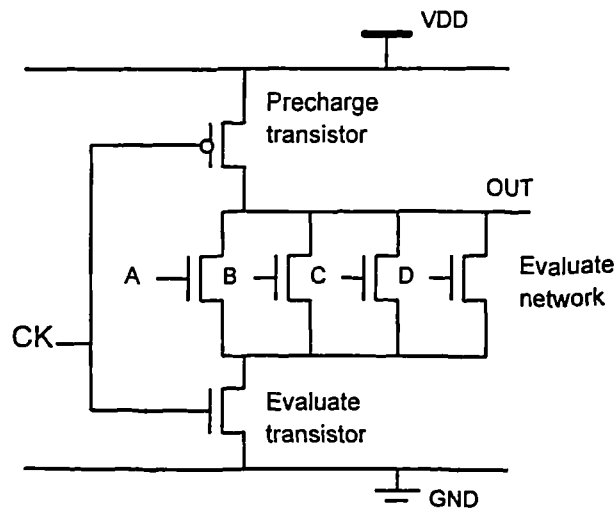 VDD
Precharge
transistor
OUT
A
B
C
D
Evaluate
network
CK
Evaluate
transistor
GND